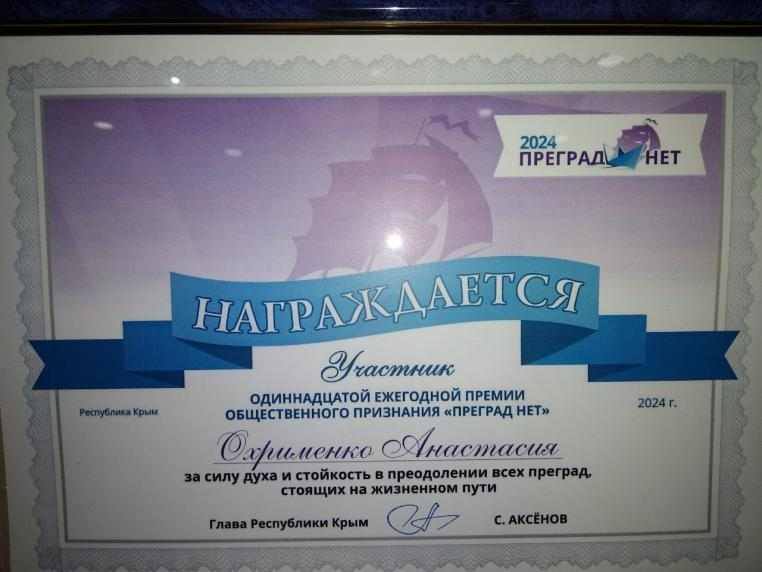 2024
ПРЕГРАД НЕТ
НАГРАЖДАЕТСЯ
Участник
ОДИННАДЦАТОЙ ЕЖЕГОДНОЙ ПРЕМИИ
ОБЩЕСТВЕННОГО ПРИЗНАНИЯ «ПРЕГРАД НЕТ»
Республика Крым
2024 г.
Охрименко Анастасия
за силу духа и стойкость в преодолении всех преград,
стоящих на жизненном пути
Глава Республики Крым С. АКСЁНОВ